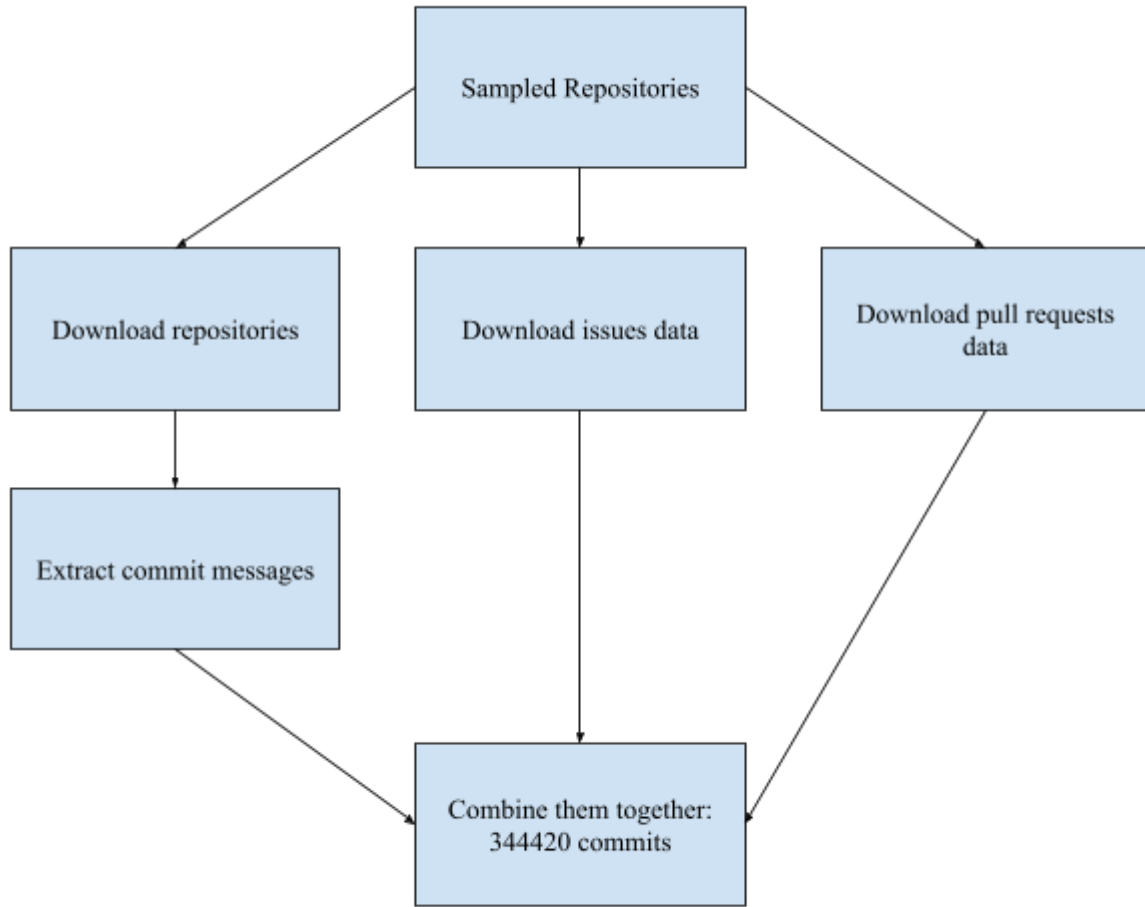 Sampled Repositories
Download repositories
Download issues data
Download pull requests
data
Extract commit messages
Combine them together:
344420 commits